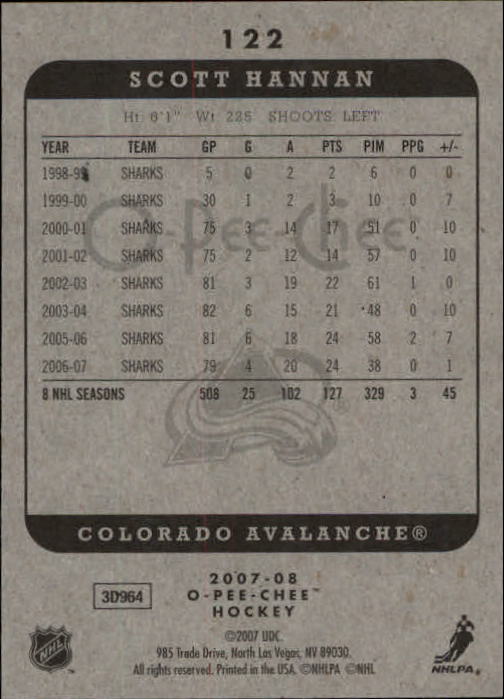 122
SCOTT HANNAN
Ht 6'1" Wt 225 SHOOTS LEFT
YEAR TEAM GP G A PTS PIM PPG +/-
1998-99 SHARKS 5 0 2 2 6 0 0
1999-00 SHARKS 30 1 2 3 10 0 7
2000-01 SHARKS 75 3 14 17 51 0 10
2001-02 SHARKS 75 2 12 14 57 0 10
2002-03 SHARKS 81 3 19 22 61 1 0
2003-04 SHARKS 82 6 15 21 48 0 10
2005-06 SHARKS 81 6 18 24 58 2 7
2006-07 SHARKS 79 4 20 24 38 0 1
8 NHL SEASONS 508 25 102 127 329 3 45
O-Pee-Chee
COLORADO AVALANCHE®
2007-08
3D964 O-PEE-CHEE™
HOCKEY
©2007 UDC.
985 Trade Drive, North Las Vegas, NV 89030.
All rights reserved. Printed in the USA. ©NHLPA ©NHL
NHL
NHLPA